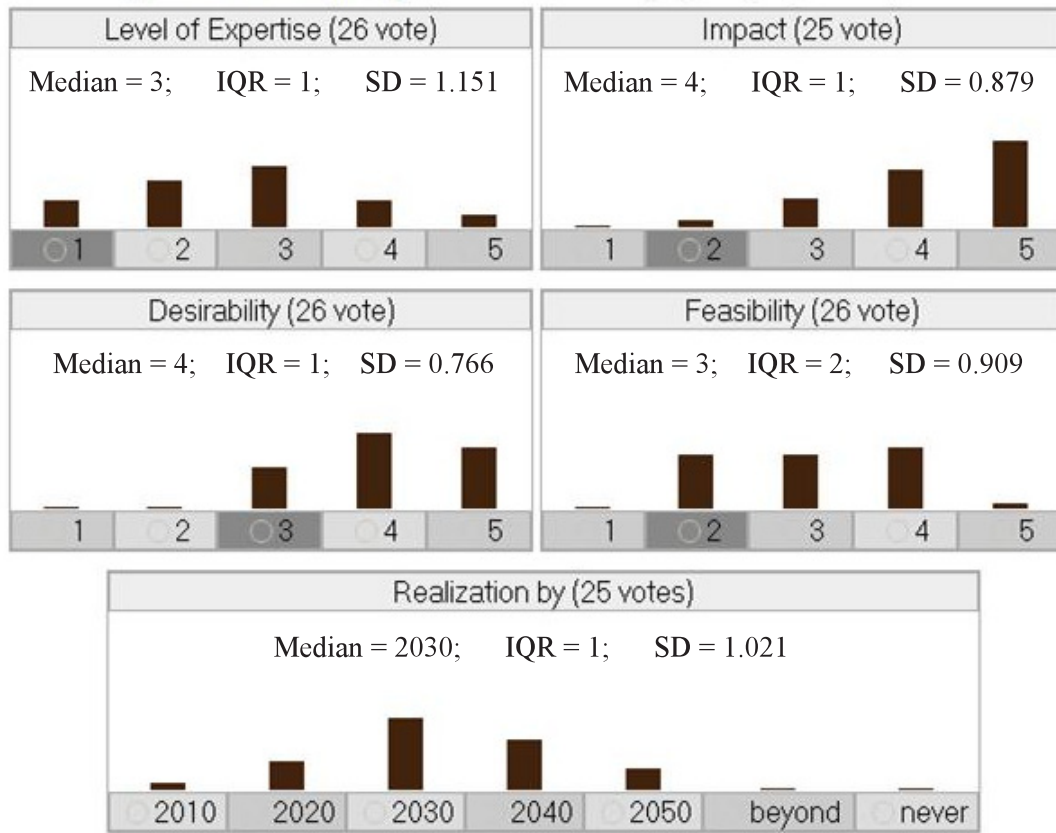 Level of Expertise (26 vote)
Median = 3; IQR = 1; SD = 1.151
1 2 3 4 5
Impact (25 vote)
Median = 4; IQR = 1; SD = 0.879
1 2 3 4 5
Desirability (26 vote)
Median = 4; IQR = 1; SD = 0.766
1 2 3 4 5
Feasibility (26 vote)
Median = 3; IQR = 2; SD = 0.909
1 2 3 4 5
Realization by (25 votes)
Median = 2030; IQR = 1; SD = 1.021
2010 2020 2030 2040 2050 beyond never